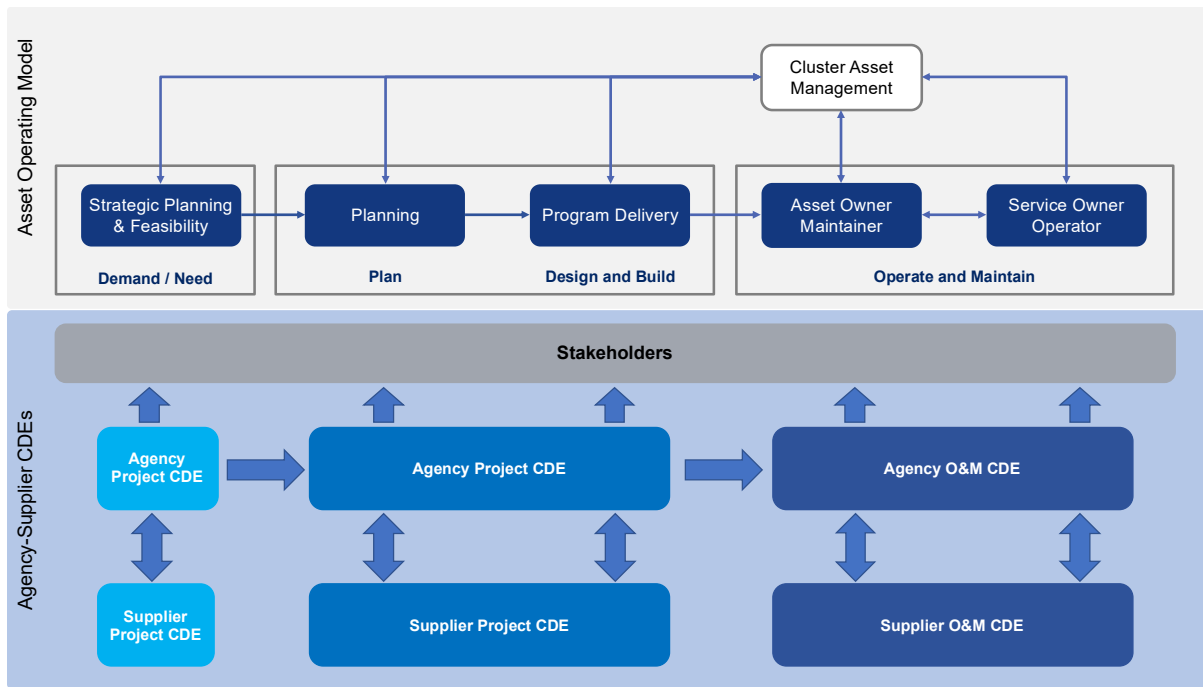 Asset Operating Model
Cluster Asset
Management
Strategic Planning
& Feasibility
Planning
Program Delivery
Asset Owner
Maintainer
Service Owner
Operator
Demand / Need
Plan
Design and Build
Operate and Maintain
Agency-Supplier CDEs
Stakeholders
Agency
Project CDE
Agency Project CDE
Agency O&M CDE
Supplier
Project CDE
Supplier Project CDE
Supplier O&M CDE